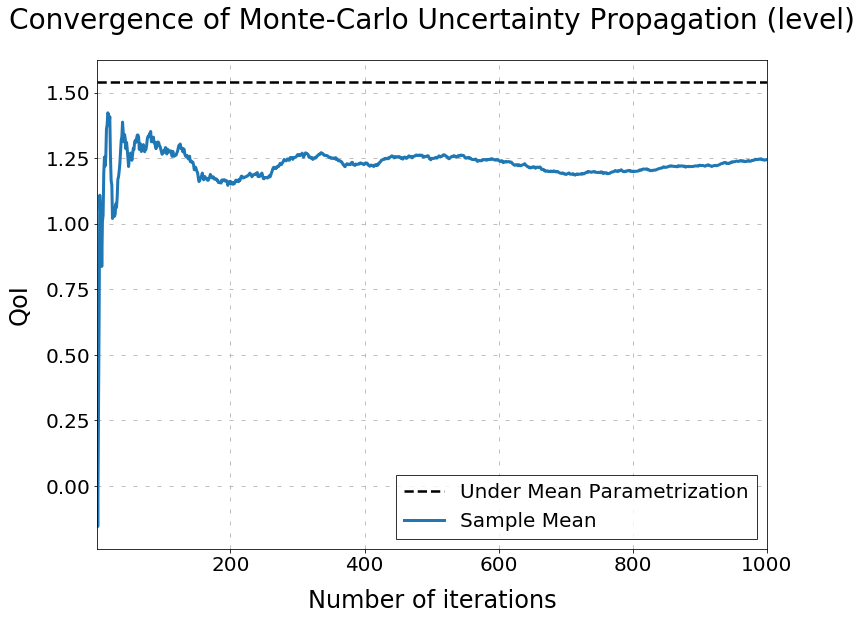 Convergence of Monte-Carlo Uncertainty Propagation (level)
QoI
1.50
1.25
1.00
0.75
0.50
0.25
0.00
Under Mean Parametrization
Sample Mean
200 400 600 800 1000
Number of iterations